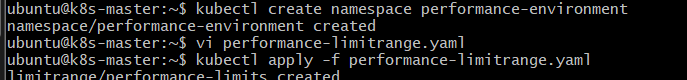 ubuntu@k8s-master:~$ kubectl create namespace performance-environment
namespace/performance-environment created
ubuntu@k8s-master:~$ vi performance-limitrange.yaml
ubuntu@k8s-master:~$ kubectl apply -f performance-limitrange.yaml
limitrange/performance-limits created